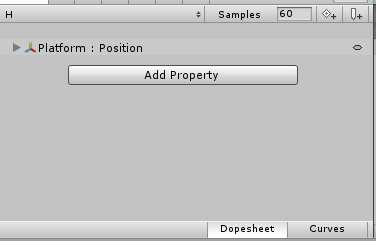 H Samples 60
Platform : Position
Add Property
Dopesheet Curves